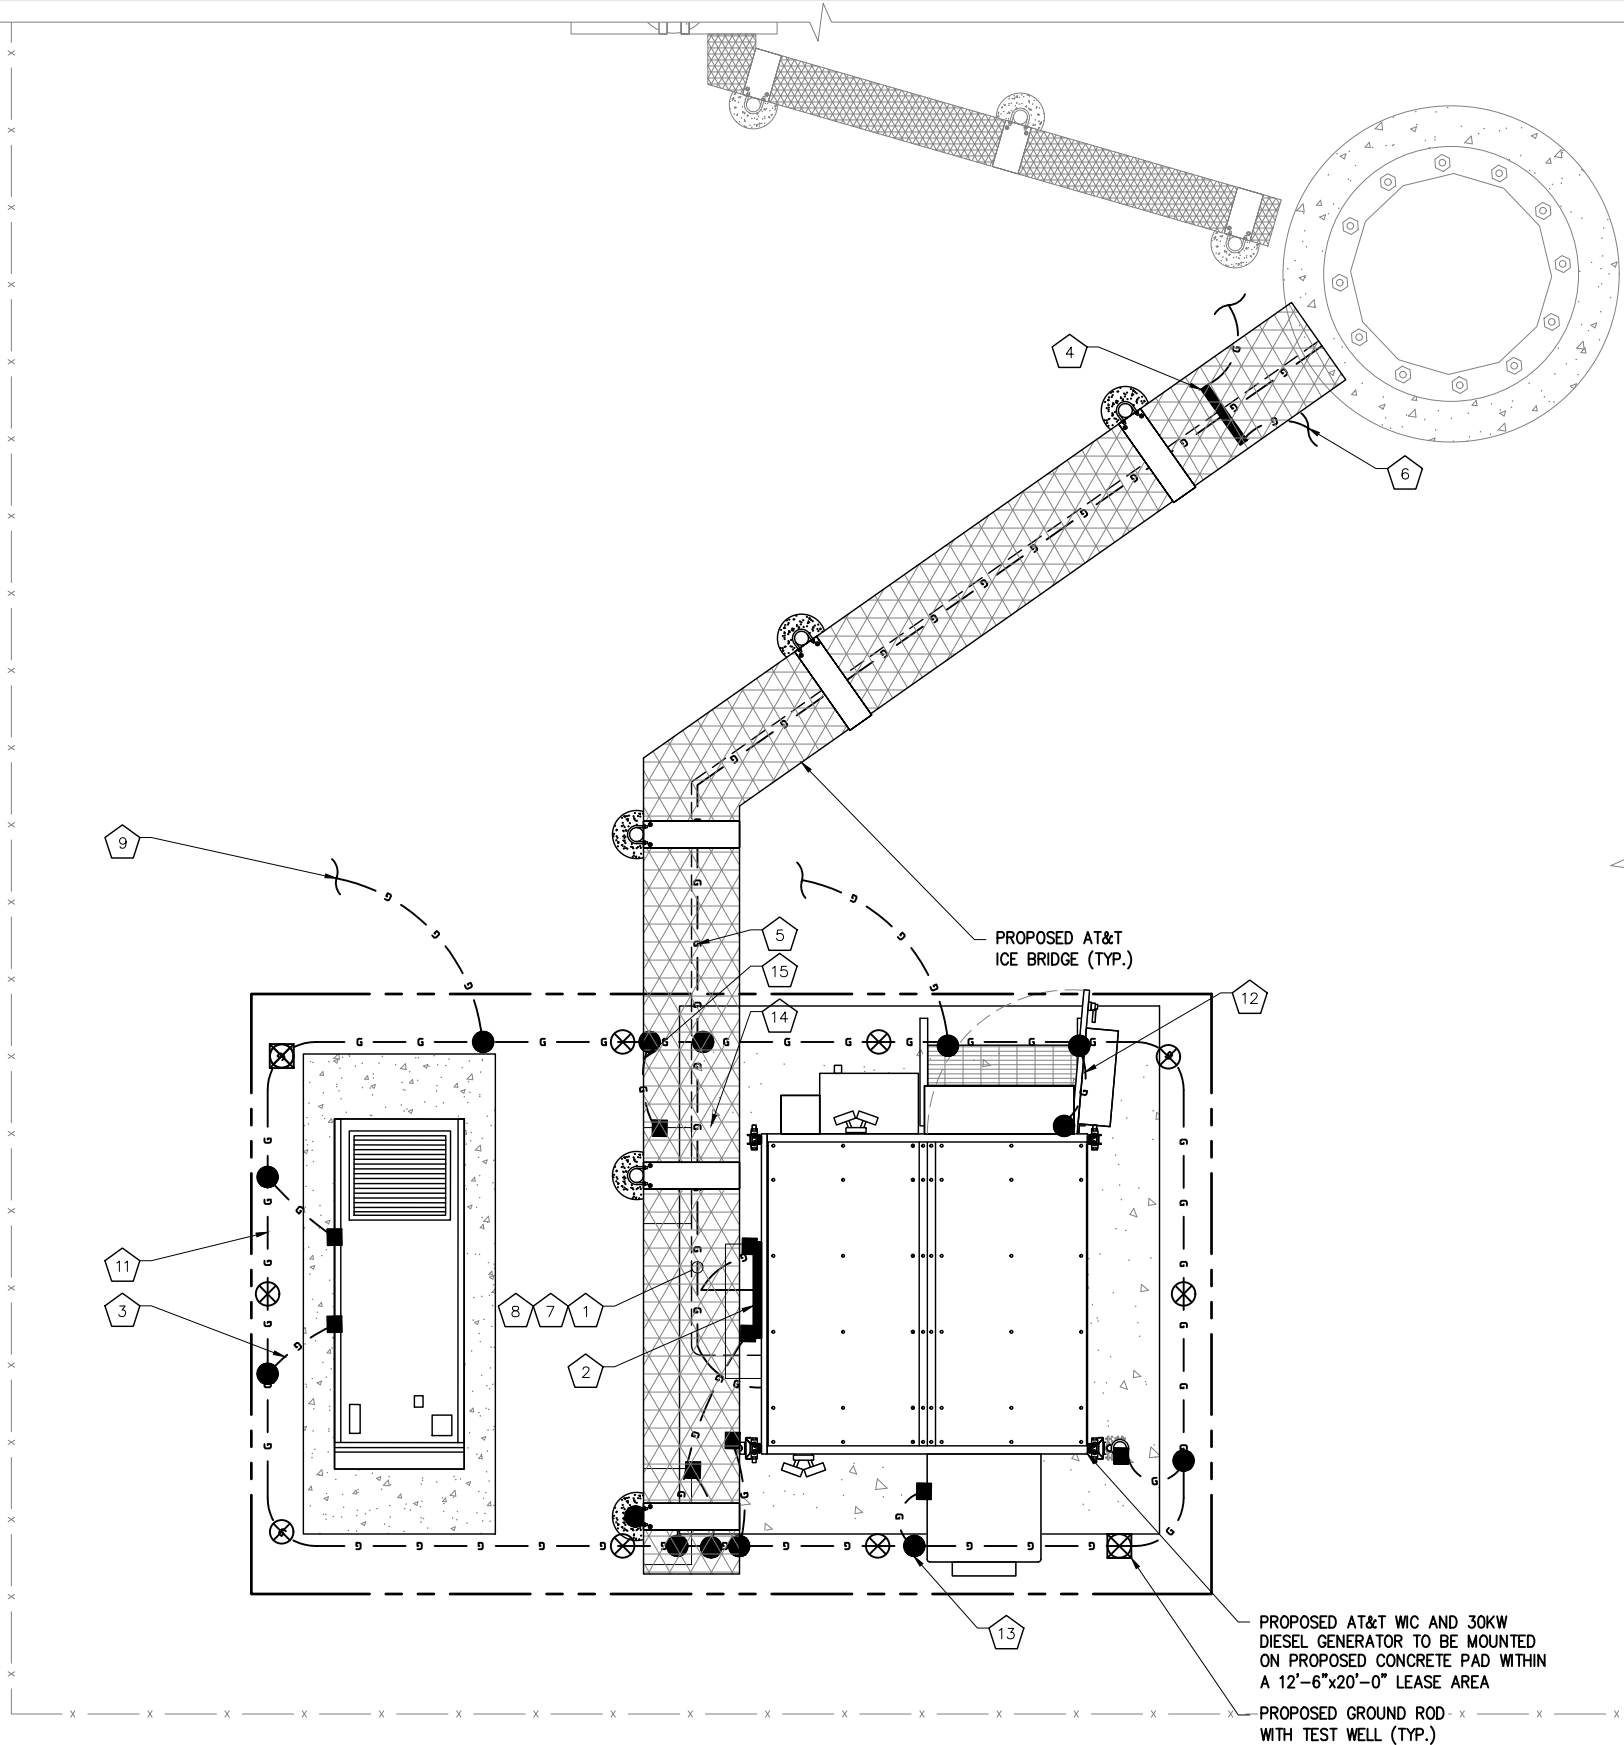 4
6
9
PROPOSED AT&T
ICE BRIDGE (TYP.)
5
15
14
12
11
3
8 7 1
2
13
PROPOSED AT&T WIC AND 30KW
DIESEL GENERATOR TO BE MOUNTED
ON PROPOSED CONCRETE PAD WITHIN
A 12'-6"x20'-0" LEASE AREA
PROPOSED GROUND ROD
WITH TEST WELL (TYP.)